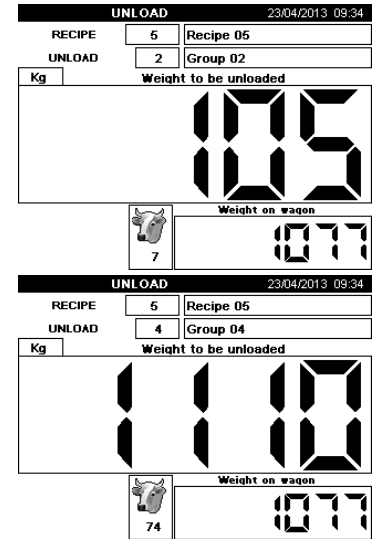 UNLOAD 23/04/2013 09:34
RECIPE 5 Recipe 05
UNLOAD 2 Group 02
Kg Weight to be unloaded
105
Weight on wagon
7 1077
UNLOAD 23/04/2013 09:34
RECIPE 5 Recipe 05
UNLOAD 4 Group 04
Kg Weight to be unloaded
1110
Weight on wagon
74 1077